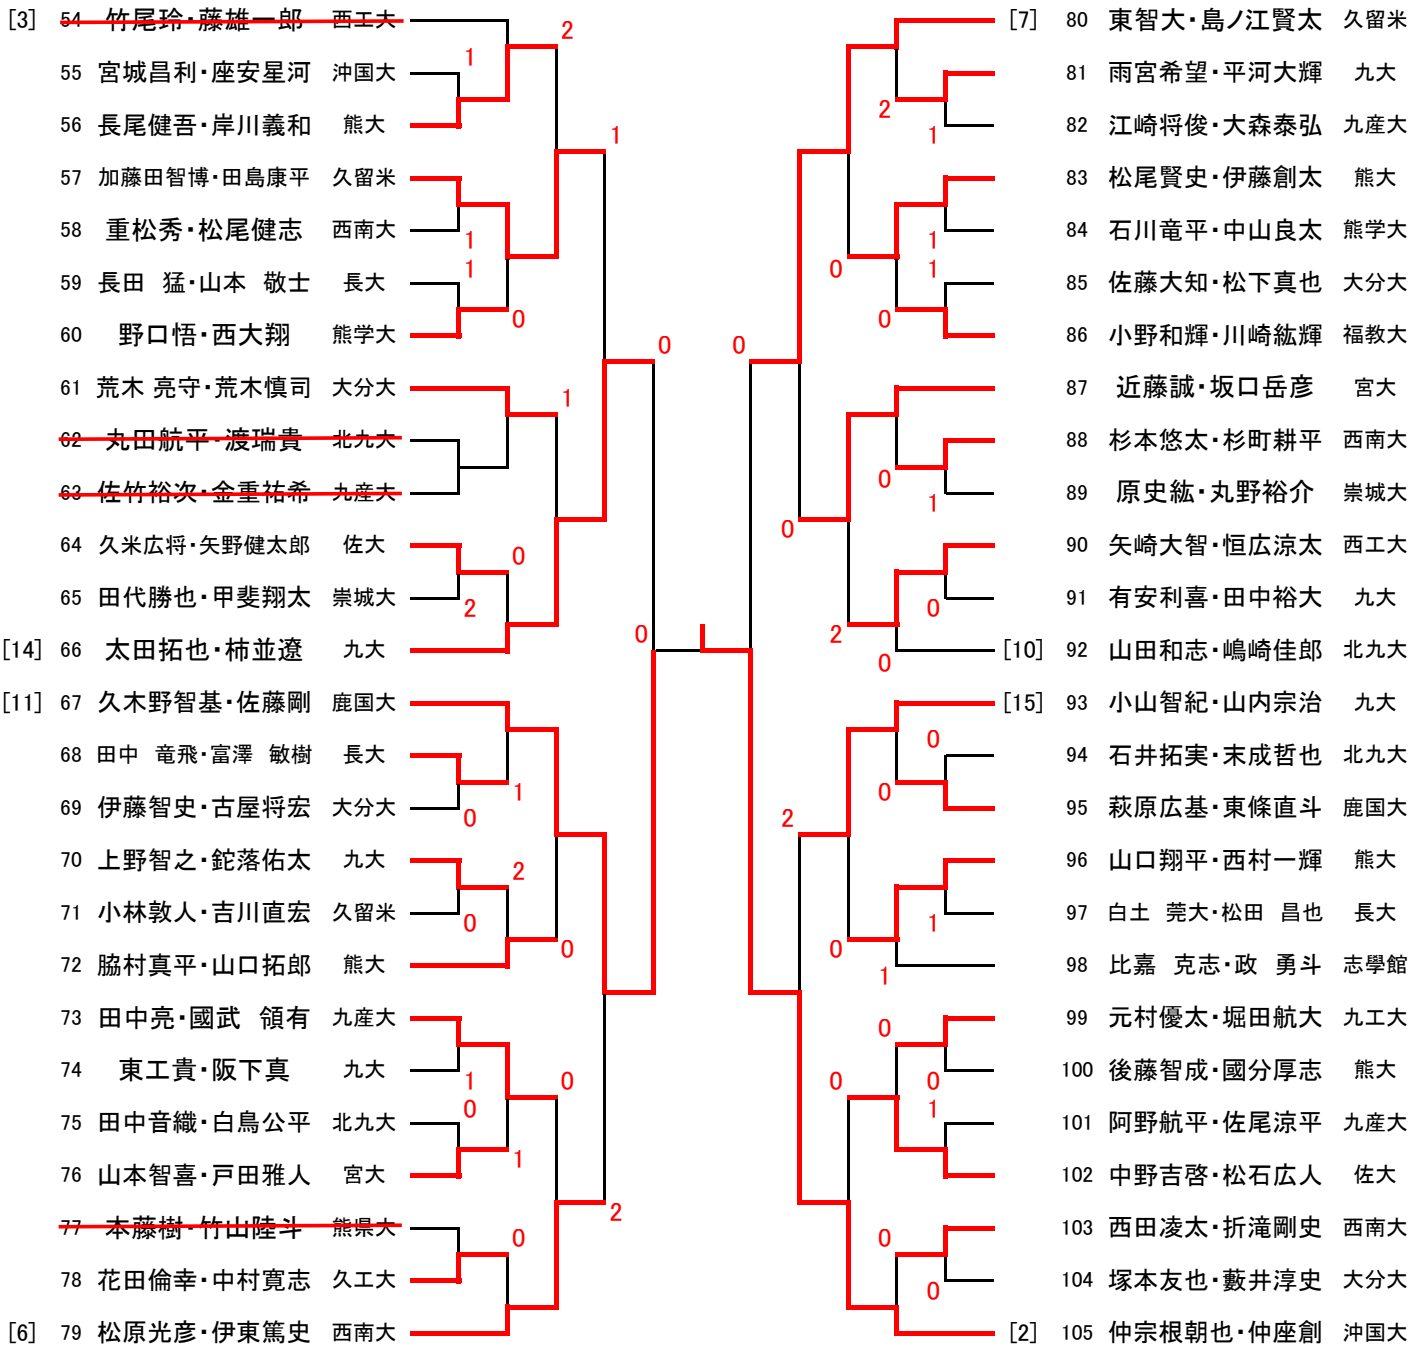 [3] 54 竹尾玲・藤雄一郎 西工大
55 宮城昌利・座安星河 沖国大
56 長尾健吾・岸川義和 熊大
57 加藤田智博・田島康平 久留米
58 重松秀・松尾健志 西南大
59 長田 猛・山本 敬士 長大
60 野口悟・西大翔 熊学大
61 荒木 亮守・荒木慎司 大分大
62 丸田航平・渡瑞貴 北九大
63 佐竹裕次・金重祐希 九産大
64 久米広将・矢野健太郎 佐大
65 田代勝也・甲斐翔太 崇城大
[14] 66 太田拓也・柿並遼 九大
[11] 67 久木野智基・佐藤剛 鹿国大
68 田中 竜飛・富澤 敏樹 長大
69 伊藤智史・古屋将宏 大分大
70 上野智之・鉈落佑太 九大
71 小林敦人・吉川直宏 久留米
72 脇村真平・山口拓郎 熊大
73 田中亮・國武 領有 九産大
74 東工貴・阪下真 九大
75 田中音織・白鳥公平 北九大
76 山本智喜・戸田雅人 宮大
77 本藤樹・竹山陸斗 熊県大
78 花田倫幸・中村寛志 久工大
[6] 79 松原光彦・伊東篤史 西南大
2
1
1
1
1
0
0
1
0
2
0
1
0
2
0
0
1
0
0
1
0
2
0
[7] 80 東智大・島ノ江賢太 久留米
81 雨宮希望・平河大輝 九大
82 江崎将俊・大森泰弘 九産大
83 松尾賢史・伊藤創太 熊大
84 石川竜平・中山良太 熊学大
85 佐藤大知・松下真也 大分大
86 小野和輝・川崎紘輝 福教大
87 近藤誠・坂口岳彦 宮大
88 杉本悠太・杉町耕平 西南大
89 原史紘・丸野裕介 崇城大
90 矢崎大智・恒広涼太 西工大
91 有安利喜・田中裕大 九大
[10] 92 山田和志・嶋崎佳郎 北九大
[15] 93 小山智紀・山内宗治 九大
94 石井拓実・末成哲也 北九大
95 萩原広基・東條直斗 鹿国大
96 山口翔平・西村一輝 熊大
97 白土 莞大・松田 昌也 長大
98 比嘉 克志・政 勇斗 志學館
99 元村優太・堀田航大 九工大
100 後藤智成・國分厚志 熊大
101 阿野航平・佐尾涼平 九産大
102 中野吉啓・松石広人 佐大
103 西田凌太・折滝剛史 西南大
104 塚本友也・藪井淳史 大分大
[2] 105 仲宗根朝也・仲座創 沖国大
2
1
1
0
1
0
0
0
1
0
0
2
0
0
0
2
1
0
1
0
0
0
1
0
0